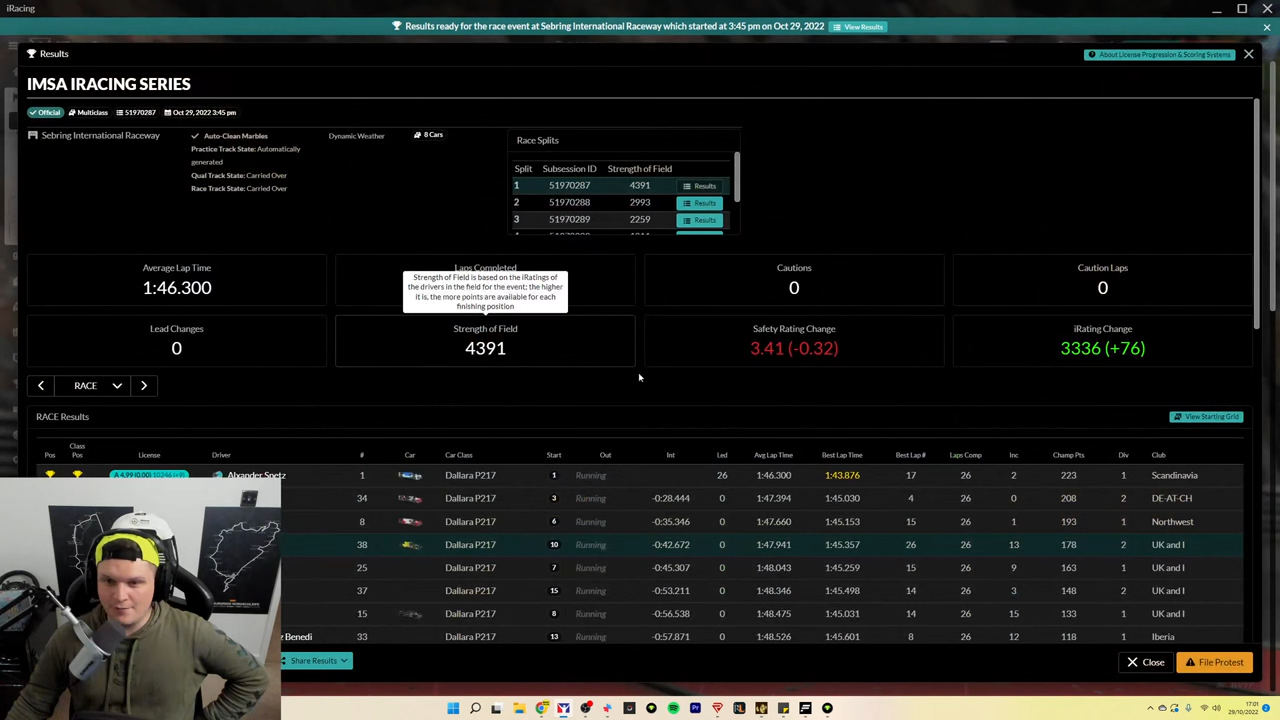 iRacing
Results ready for the race event at Sebring International Raceway which started at 3:45 pm on Oct 29, 2022 View Results
Results
About License Progression & Scoring Systems
IMSA IRACING SERIES
Official Multiclass 51970287 Oct 29, 2022 3:45 pm
Sebring International Raceway
Auto-Clean Marbles
Practice Track State: Automatically
generated
Qual Track State: Carried Over
Race Track State: Carried Over
Dynamic Weather
8 Cars
Race Splits
Split Subsession ID Strength of Field
1 51970287 4391 Results
2 51970288 2993 Results
3 51970289 2259 Results
Average Lap Time
1:46.300
Laps Completed
Strength of Field is based on the iRatings of
the drivers in the field for the event; the higher
it is, the more points are available for each
finishing position
Cautions
0
Caution Laps
0
Lead Changes
0
Strength of Field
4391
Safety Rating Change
3.41 (-0.32)
iRating Change
3336 (+76)
RACE
RACE Results
View Starting Grid
Pos Class Pos License Driver # Car Car Class Start Out Int Led Avg Lap Time Best Lap Time Best Lap # Laps Comp Inc Champ Pts Div Club
A 4.99 (0.00) 10246 (+9) Alxander Spetz 1 Dallara P217 1 Running 26 1:46.300 1:43.876 17 26 2 223 1 Scandinavia
34 Dallara P217 3 Running -0:28.444 0 1:47.394 1:45.030 4 26 0 208 2 DE-AT-CH
8 Dallara P217 6 Running -0:35.346 0 1:47.660 1:45.153 15 26 1 193 1 Northwest
38 Dallara P217 10 Running -0:42.672 0 1:47.941 1:45.357 26 26 13 178 2 UK and I
25 Dallara P217 7 Running -0:45.307 0 1:48.043 1:45.259 15 26 9 163 1 UK and I
37 Dallara P217 15 Running -0:53.211 0 1:48.346 1:45.498 14 26 3 148 2 UK and I
15 Dallara P217 8 Running -0:56.538 0 1:48.475 1:45.031 14 26 15 133 1 UK and I
z Benedi 33 Dallara P217 13 Running -0:57.871 0 1:48.526 1:45.601 8 26 12 118 1 Iberia
Share Results
Close
File Protest
17:01
29/10/2022